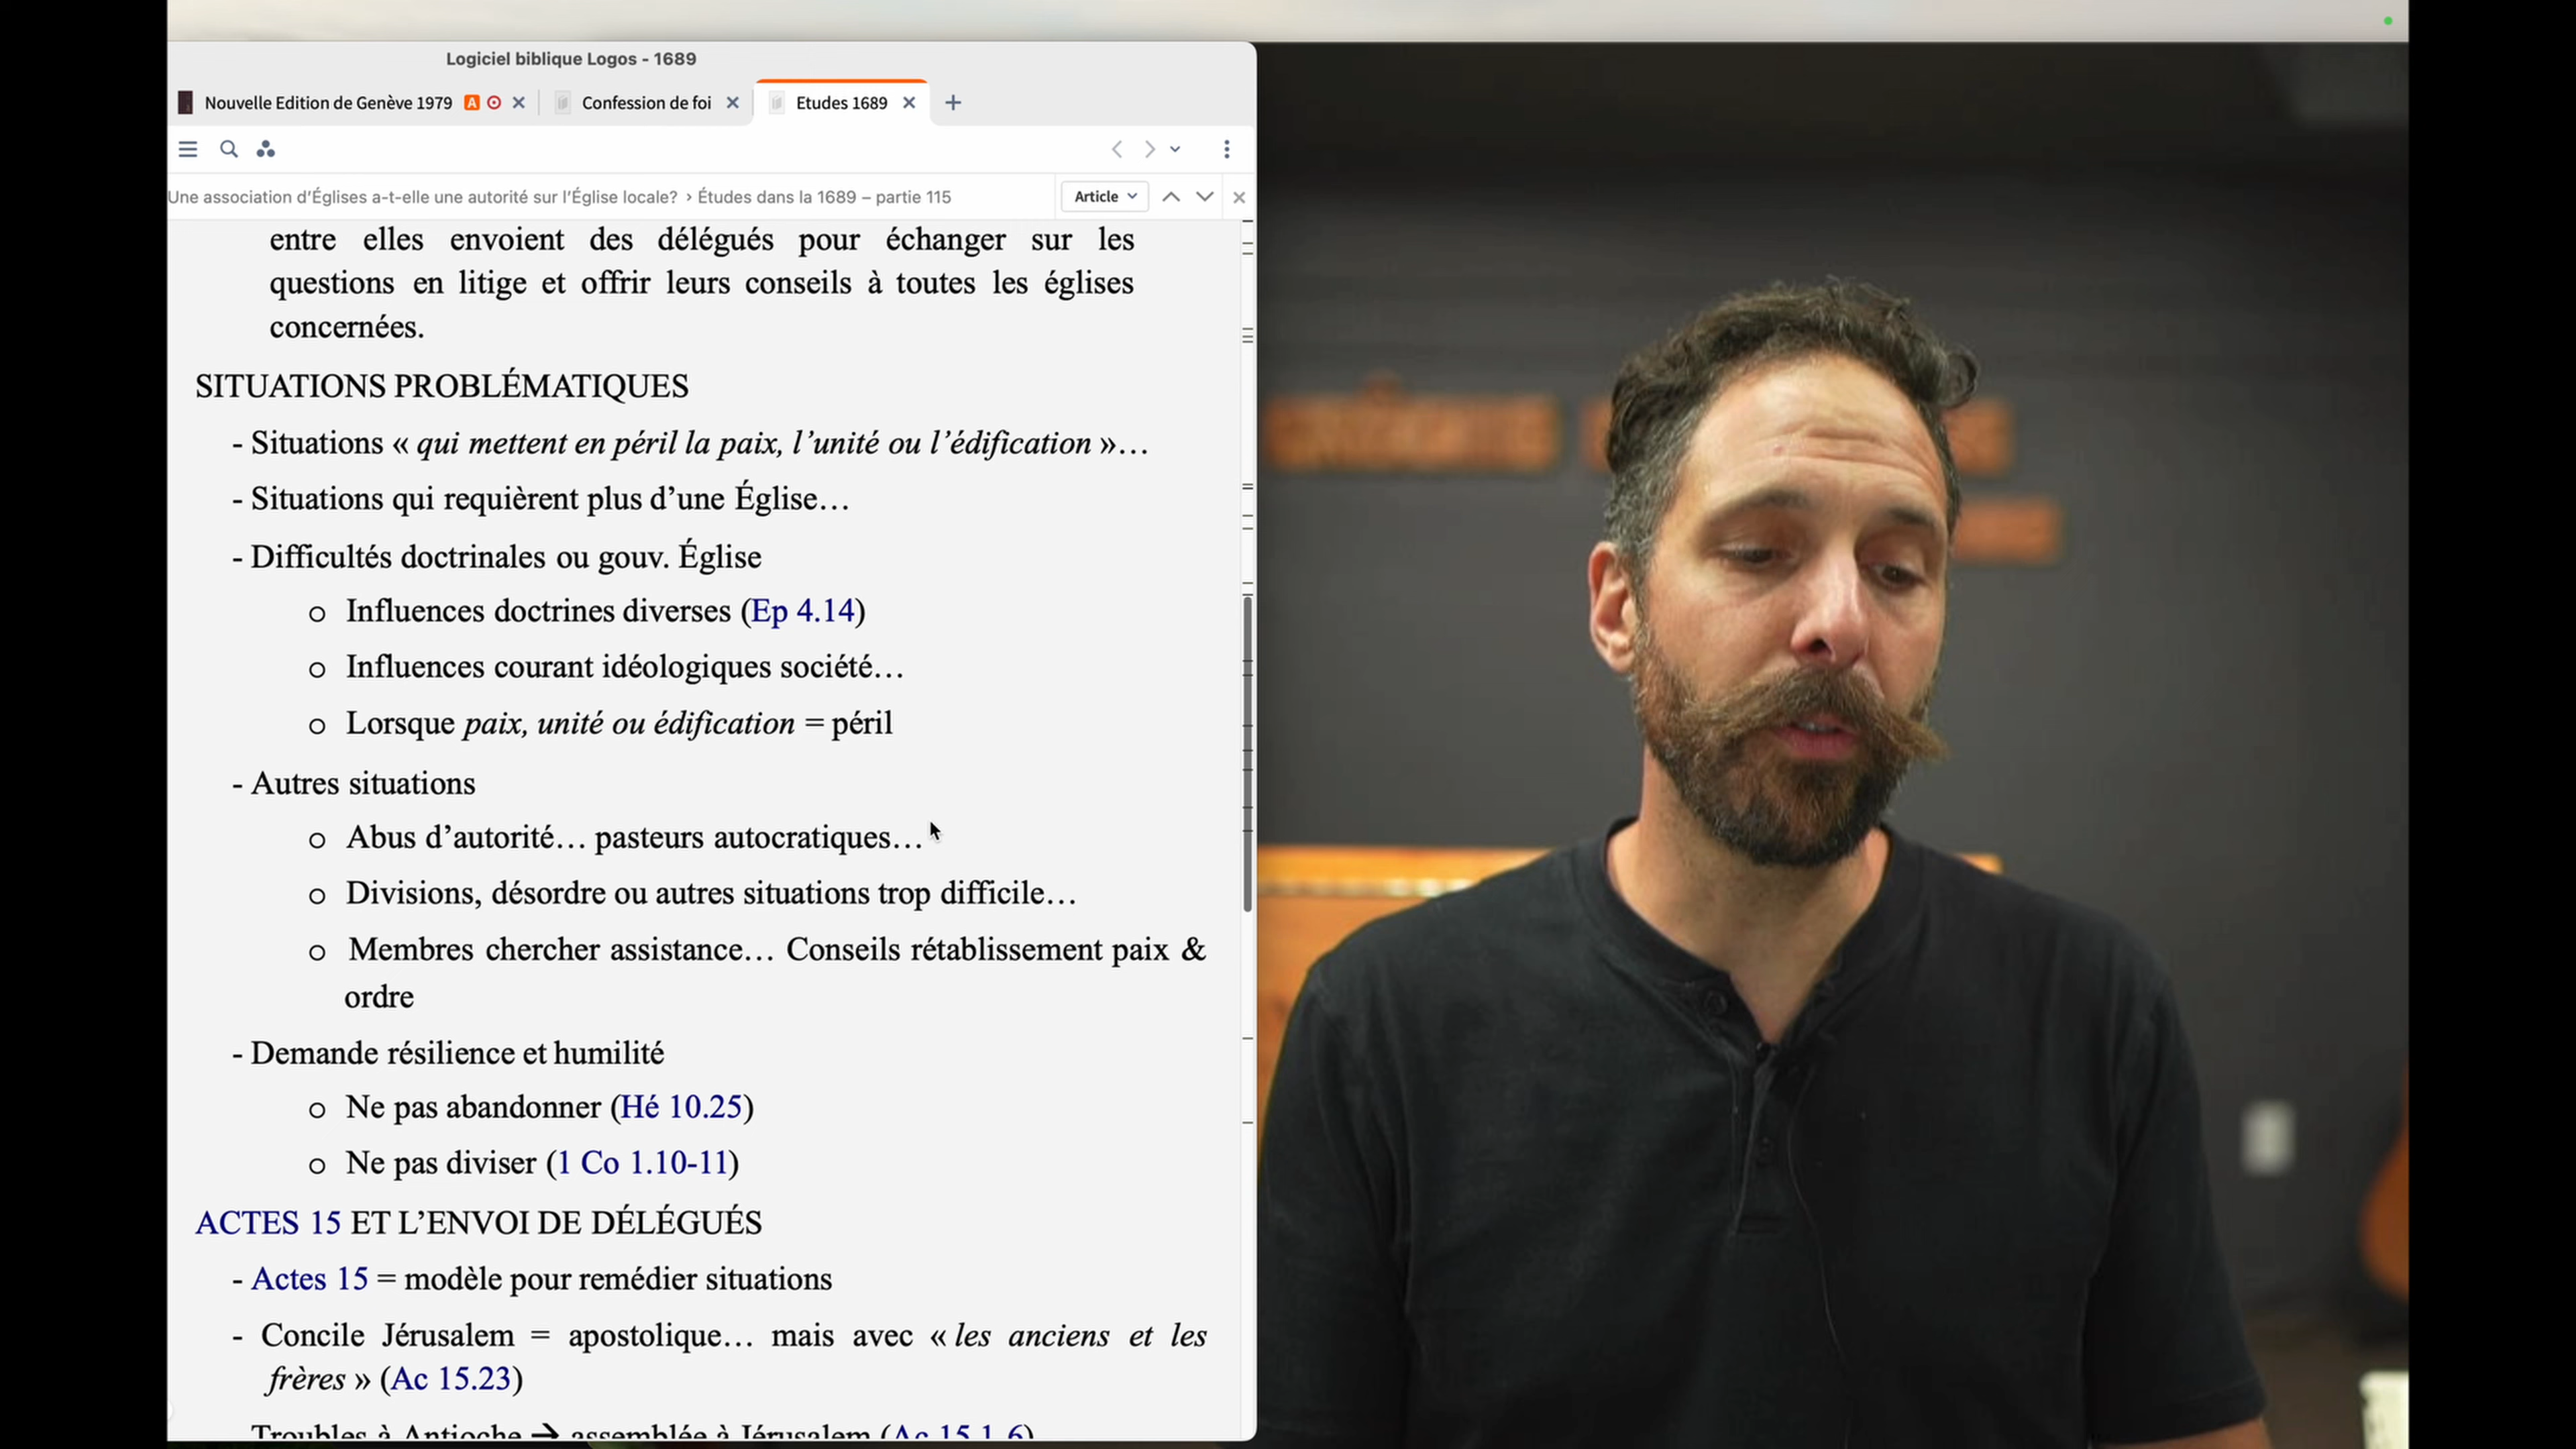 Logiciel biblique Logos - 1689
Nouvelle Edition de Genève 1979 A
Confession de foi
Etudes 1689
Une association d’Églises a-t-elle une autorité sur l’Église locale? › Études dans la 1689 – partie 115
Article
entre elles envoient des délégués pour échanger sur les
questions en litige et offrir leurs conseils à toutes les églises
concernées.
SITUATIONS PROBLÉMATIQUES
- Situations « qui mettent en péril la paix, l’unité ou l’édification »…
- Situations qui requièrent plus d’une Église…
- Difficultés doctrinales ou gouv. Église
o Influences doctrines diverses (Ep 4.14)
o Influences courant idéologiques société…
o Lorsque paix, unité ou édification = péril
- Autres situations
o Abus d’autorité… pasteurs autocratiques…
o Divisions, désordre ou autres situations trop difficile…
o Membres chercher assistance… Conseils rétablissement paix &
ordre
- Demande résilience et humilité
o Ne pas abandonner (Hé 10.25)
o Ne pas diviser (1 Co 1.10-11)
ACTES 15 ET L’ENVOI DE DÉLÉGUÉS
- Actes 15 = modèle pour remédier situations
- Concile Jérusalem = apostolique… mais avec « les anciens et les
frères » (Ac 15.23)
Troubles à Antioche → assemblée à Jérusalem (Ac 15.1-6)